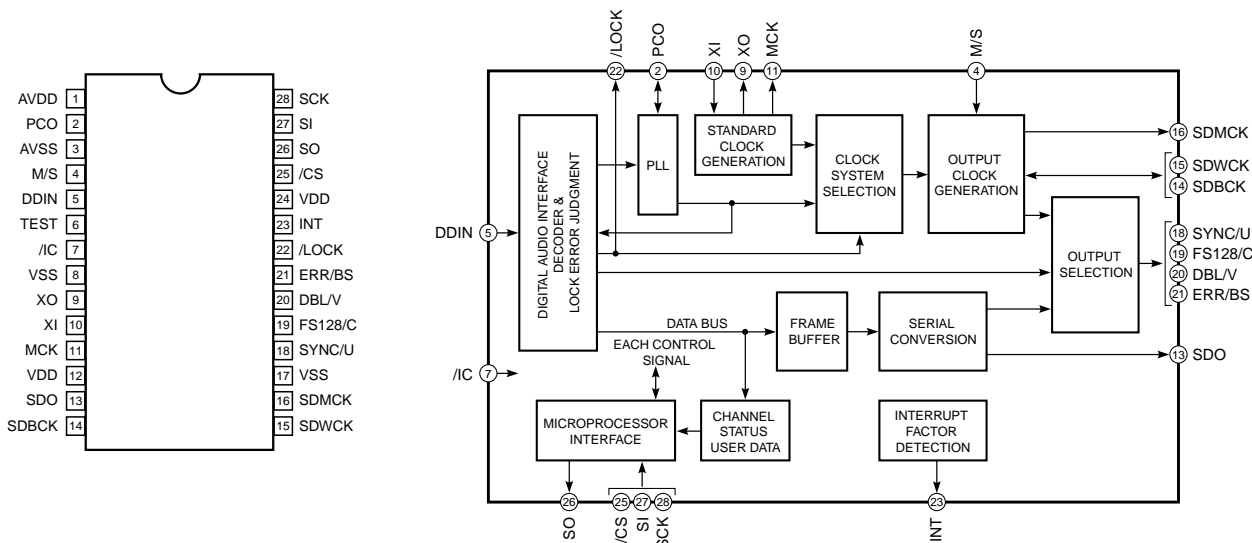 AVDD 1
PCO 2
AVSS 3
M/S 4
DDIN 5
TEST 6
/IC 7
VSS 8
XO 9
XI 10
MCK 11
VDD 12
SDO 13
SDBCK 14
28 SCK
27 SI
26 SO
25 /CS
24 VDD
23 INT
22 /LOCK
21 ERR/BS
20 DBL/V
19 FS128/C
18 SYNC/U
17 VSS
16 SDMCK
15 SDWCK
/LOCK
22
PCO
2
XI
10
XO
9
MCK
11
M/S
4
DDIN 5
/IC 7
DIGITAL AUDIO INTERFACE
DECODER &
LOCK ERROR JUDGMENT
PLL
STANDARD
CLOCK
GENERATION
CLOCK
SYSTEM
SELECTION
OUTPUT
CLOCK
GENERATION
OUTPUT
SELECTION
16 SDMCK
15 SDWCK
14 SDBCK
18 SYNC/U
19 FS128/C
20 DBL/V
21 ERR/BS
13 SDO
DATA BUS
EACH CONTROL
SIGNAL
FRAME
BUFFER
SERIAL
CONVERSION
MICROPROCESSOR
INTERFACE
CHANNEL
STATUS
USER DATA
INTERRUPT
FACTOR
DETECTION
26
SO
25
/CS
27
SI
28
SCK
23
INT